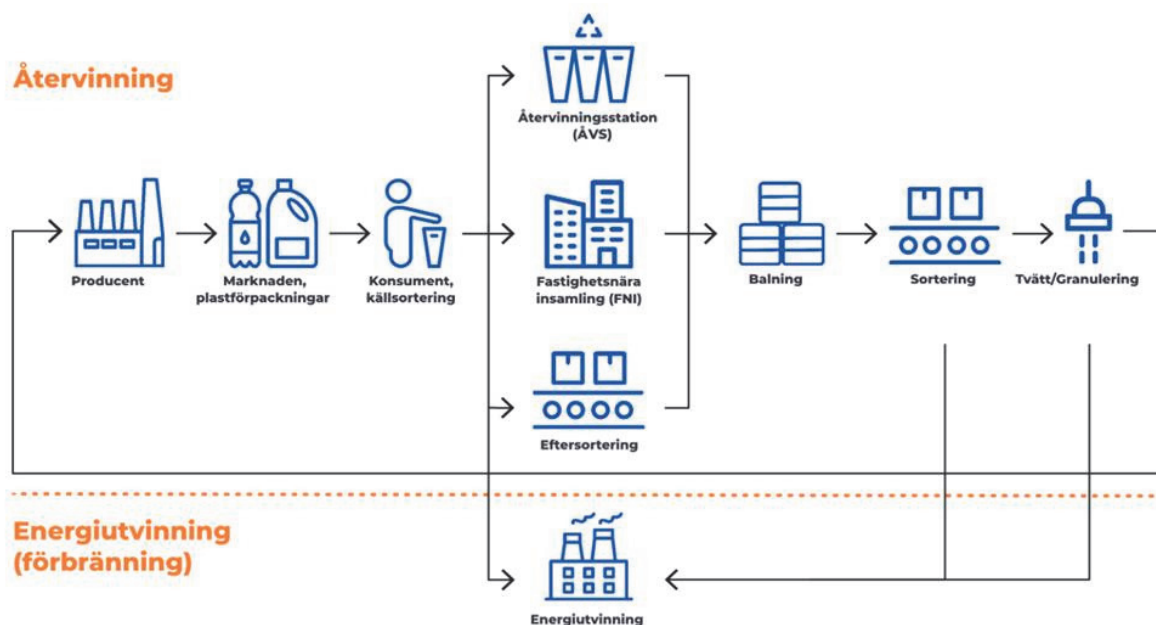 Återvinning
Återvinningsstation
(ÅVS)
Producent
Marknaden,
plastförpackningar
Konsument,
källsortering
Fastighetsnära
insamling (FNI)
Balning
Sortering
Tvätt/Granulering
Eftersortering
Energiutvinning
(förbränning)
Energiutvinning